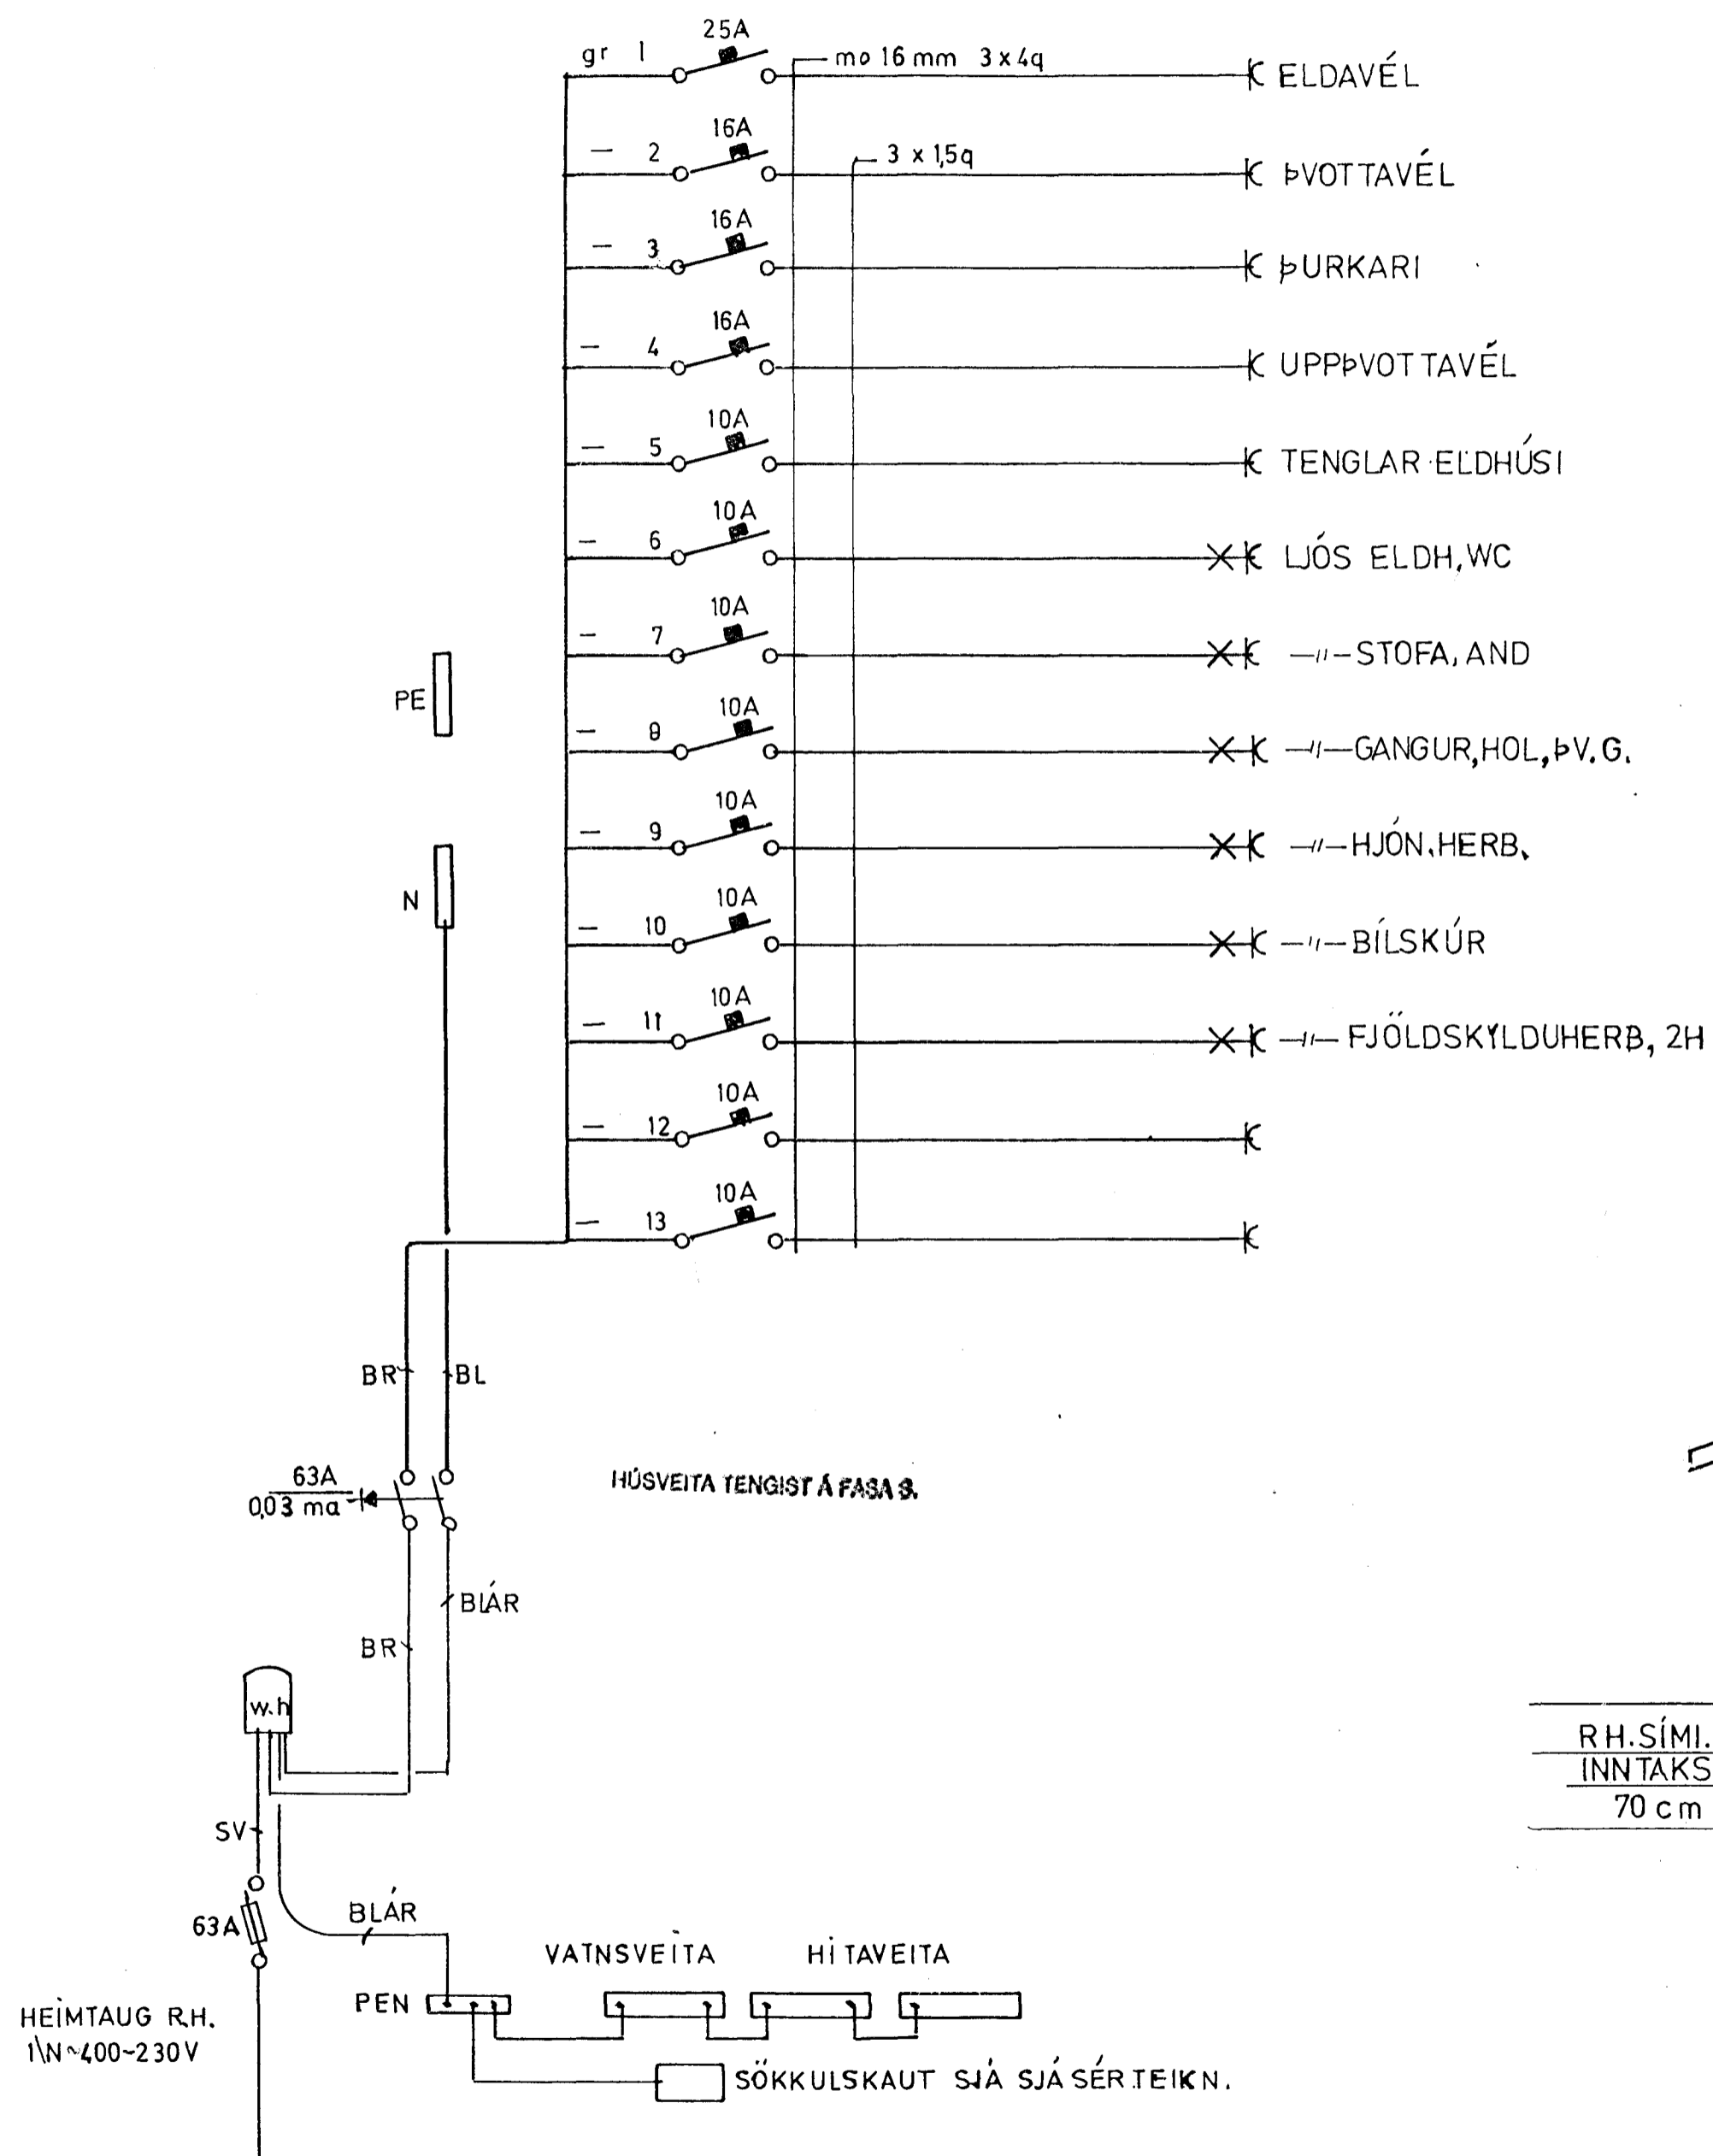 25A
gr 1 mo 16 mm 3 x 4q ELDAVÉL
16A
— 2 3 x 1,5q ÞVOTTAVÉL
16A
— 3 ÞURKARI
16A
— 4 UPPÞVOTTAVÉL
10A
— 5 TENGLAR ELDHÚSI
10A
— 6 LJÓS ELDH, WC
10A
— 7 —"— STOFA, AND
PE
10A
— 8 —"— GANGUR, HOL, ÞV. G.
10A
— 9 —"— HJÓN. HERB.
N
10A
— 10 —"— BÍLSKÚR
10A
— 11 —"— FJÖLDSKYLDUHERB, 2H
10A
— 12
10A
— 13
BR BL
63A
0,03 ma
HÚSVEITA TENGIST Á FASA S.
BLÁR
BR
w.h
RH. SÍMI.
INNTAKS
70 cm
SV
63A
BLÁR
VATNSVEITA HITAVEITA
PEN
HEIMTAUG R.H.
1\N~400~230V
SÖKKULSKAUT SJÁ SJÁ SÉR TEIKN.